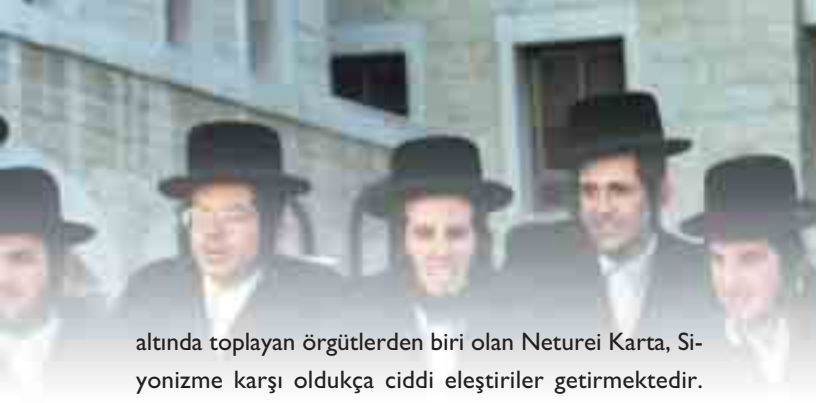 altında toplayan örgütlerden biri olan Neturei Karta, Si-
yonizme karşı oldukça ciddi eleştiriler getirmektedir.